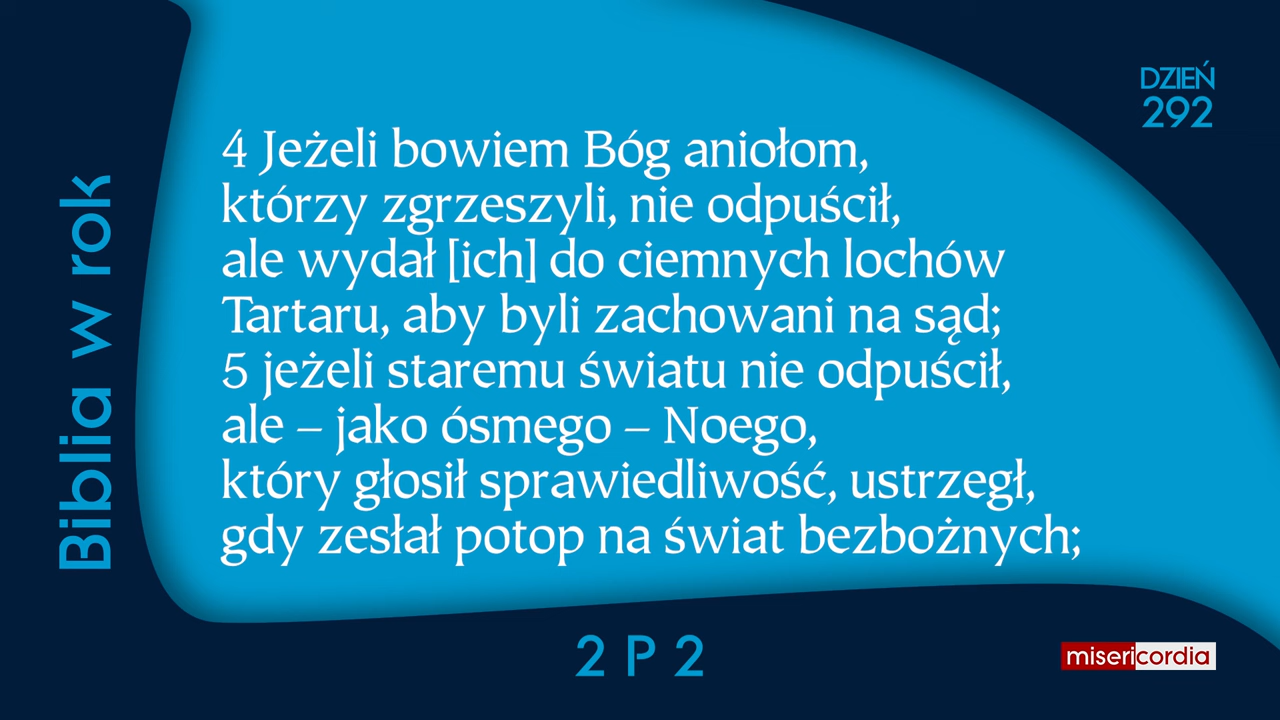 DZIEŃ
292
4 Jeżeli bowiem Bóg aniołom,
którzy zgrzeszyli, nie odpuścił,
ale wydał [ich] do ciemnych lochów
Tartaru, aby byli zachowani na sąd;
5 jeżeli staremu światu nie odpuścił,
ale – jako ósmego – Noego,
który głosił sprawiedliwość, ustrzegł,
gdy zesłał potop na świat bezbożnych;
Biblia w rok
2 P 2
misericordia